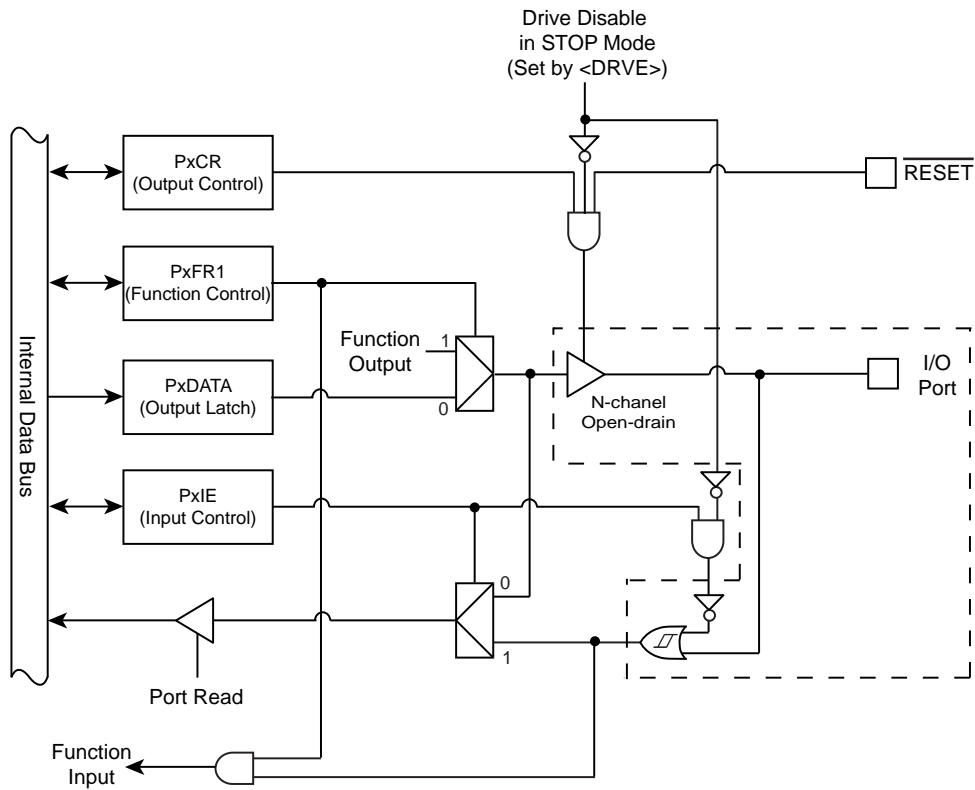 Drive Disable
in STOP Mode
(Set by <DRVE>)
PxCR
(Output Control)
RESET
PxFR1
(Function Control)
Function
Output
1
0
I/O
Port
PxDATA
(Output Latch)
N-chanel
Open-drain
Internal Data Bus
PxIE
(Input Control)
0
1
Port Read
Function
Input